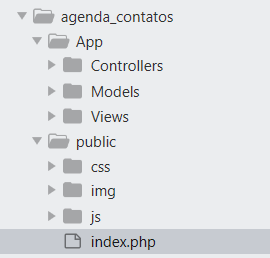 agenda_contatos
App
Controllers
Models
Views
public
css
img
js
index.php